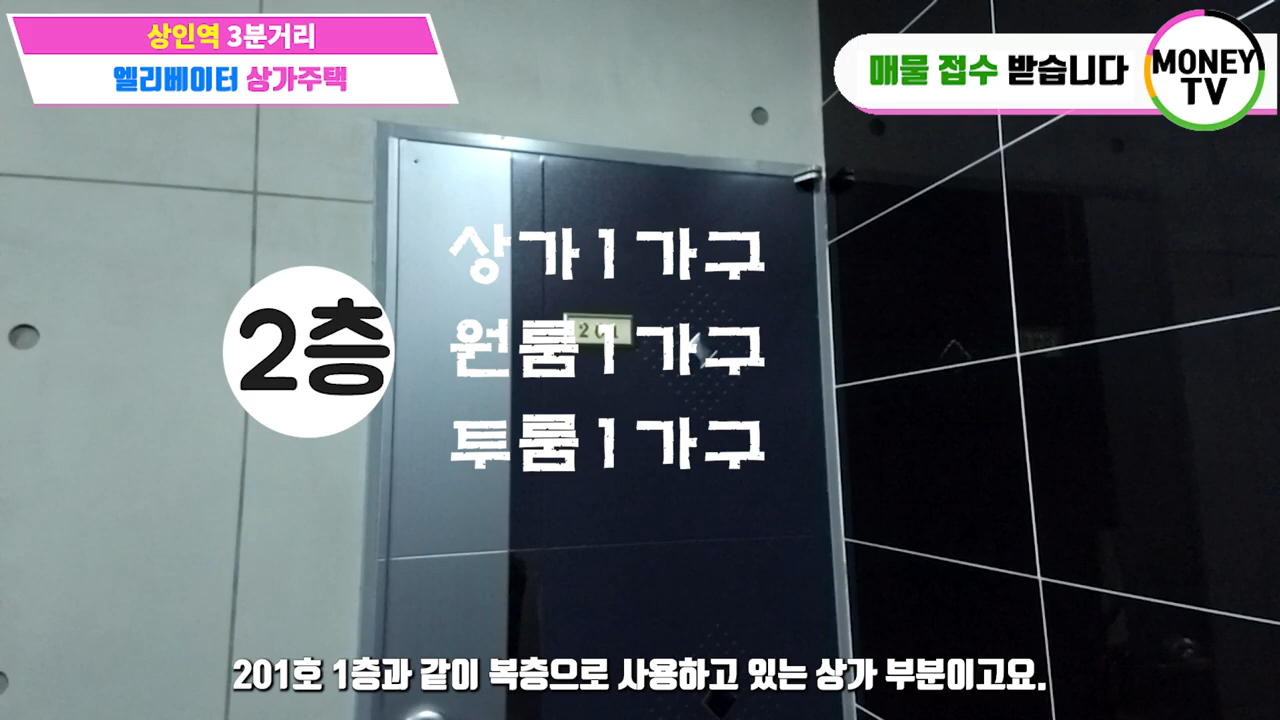 상인역 3분거리
엘리베이터 상가주택
매물 접수 받습니다
MONEY
TV
2층
상가 1 가구
원룸 1 가구
투룸 1 가구
201
201호 1층과 같이 복층으로 사용하고 있는 상가 부분이고요.